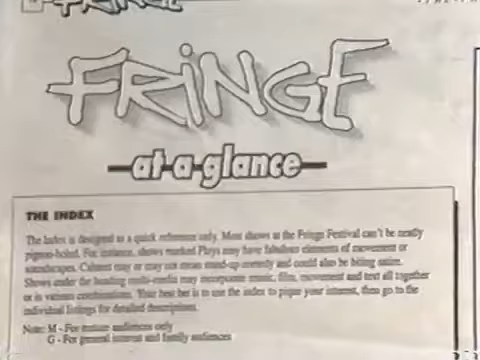 FRINGE
at-a-glance
THE INDEX
The Index is designed as a quick reference only. Most shows at the Fringe Festival can't be neatly
pigeon-holed. For instance, shows marked Plays may have fabulous elements of movement or
soundscapes. Cabaret may or may not mean stand-up comedy and could also be biting satire.
Shows under the heading multi-media may incorporate music, film, movement and text all together
or in various combinations. Your best bet is to use the index to pique your interest, then go to the
individual listings for detailed descriptions.
Note: M - For mature audiences only
G - For general interest and family audiences